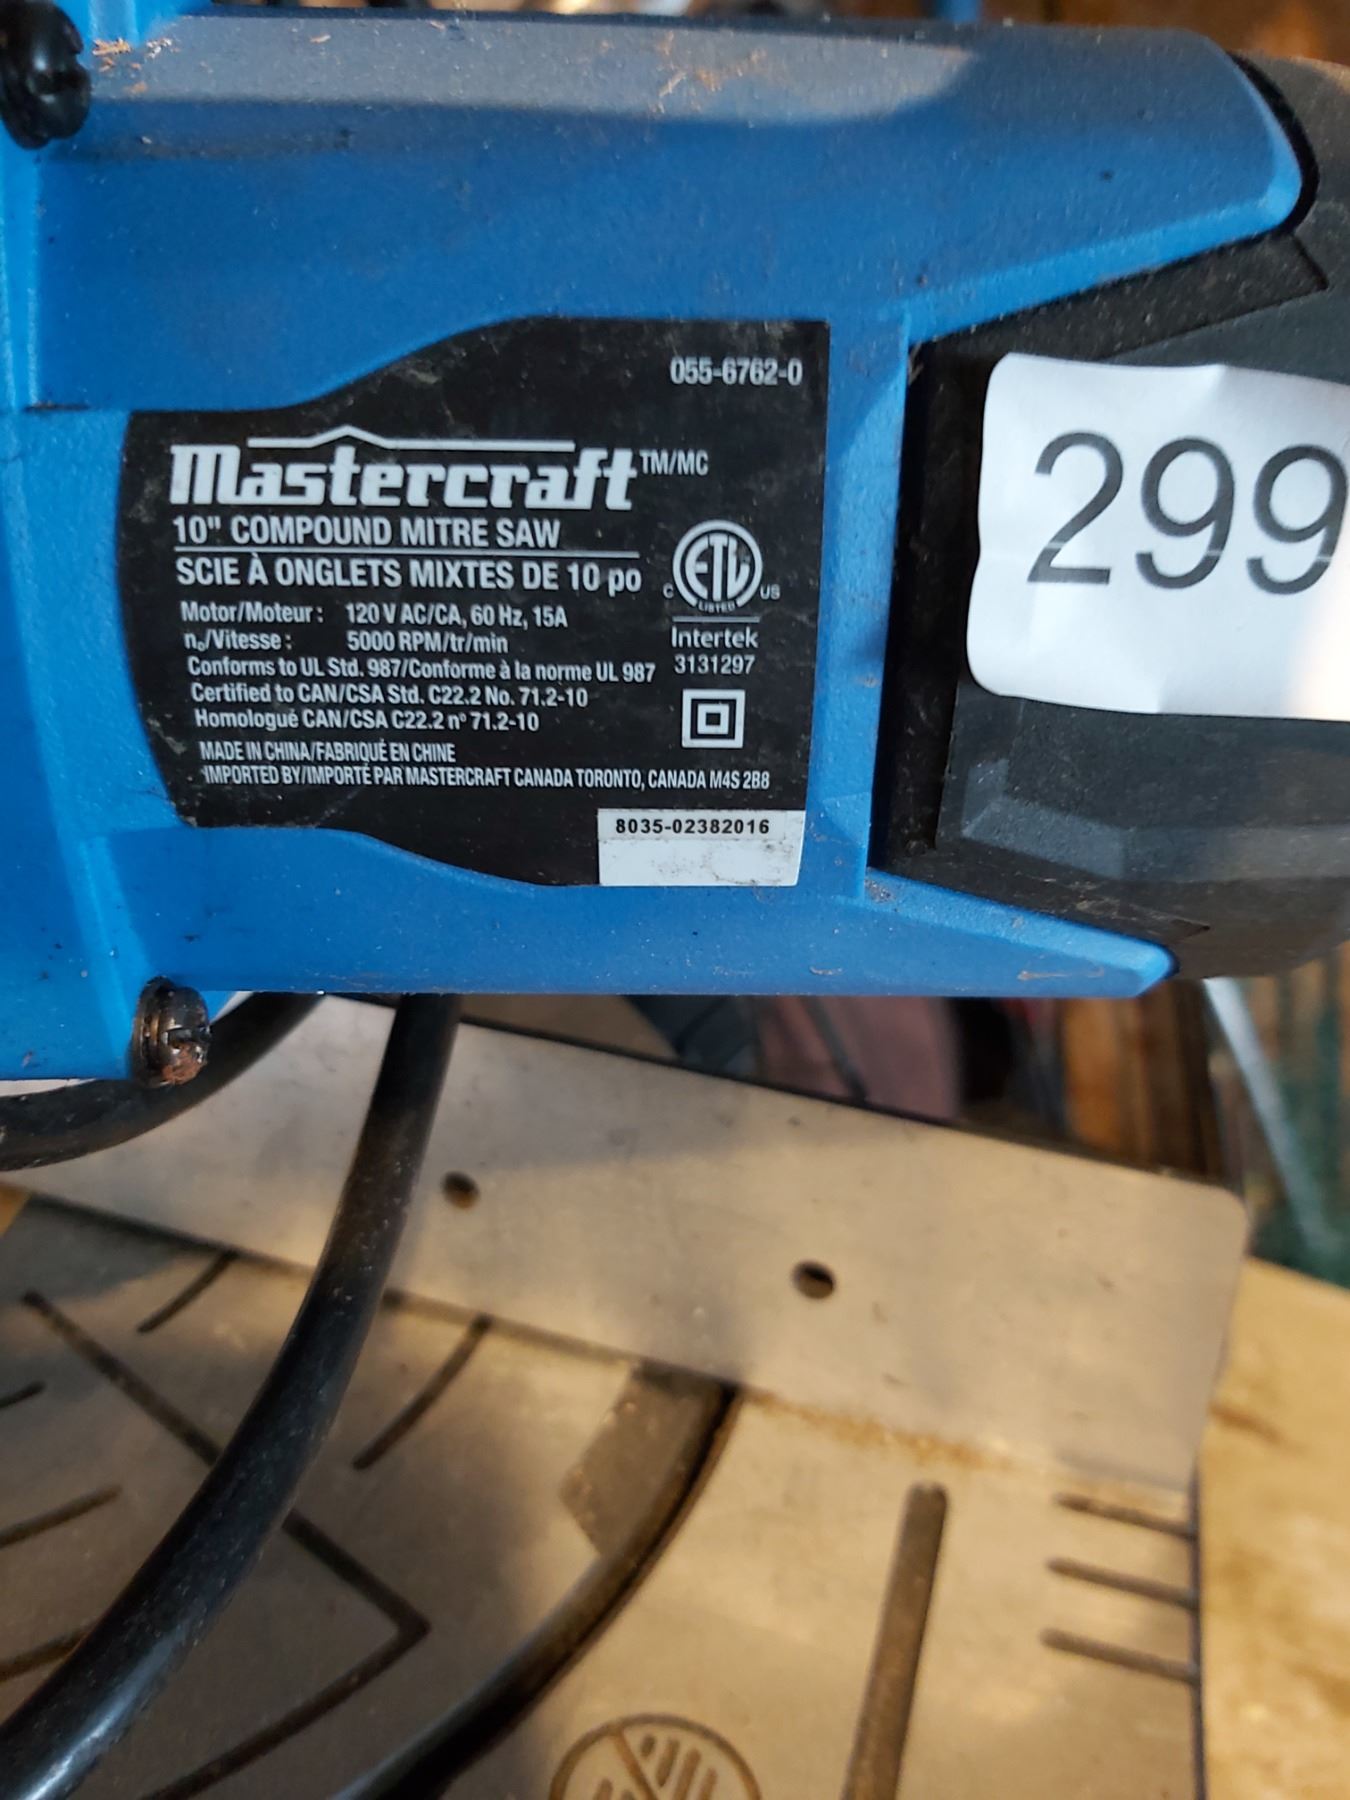 055-6762-0
Mastercraft TM/MC
10" COMPOUND MITRE SAW
SCIE À ONGLETS MIXTES DE 10 po
Motor/Moteur : 120 V AC/CA, 60 Hz, 15A
n₀/Vitesse : 5000 RPM/tr/min
Conforms to UL Std. 987/Conforme à la norme UL 987
Certified to CAN/CSA Std. C22.2 No. 71.2-10
Homologué CAN/CSA C22.2 n° 71.2-10
MADE IN CHINA/FABRIQUÉ EN CHINE
IMPORTED BY/IMPORTÉ PAR MASTERCRAFT CANADA TORONTO, CANADA M4S 2B8
C ETL US
LISTED
Intertek
3131297
8035-02382016
299